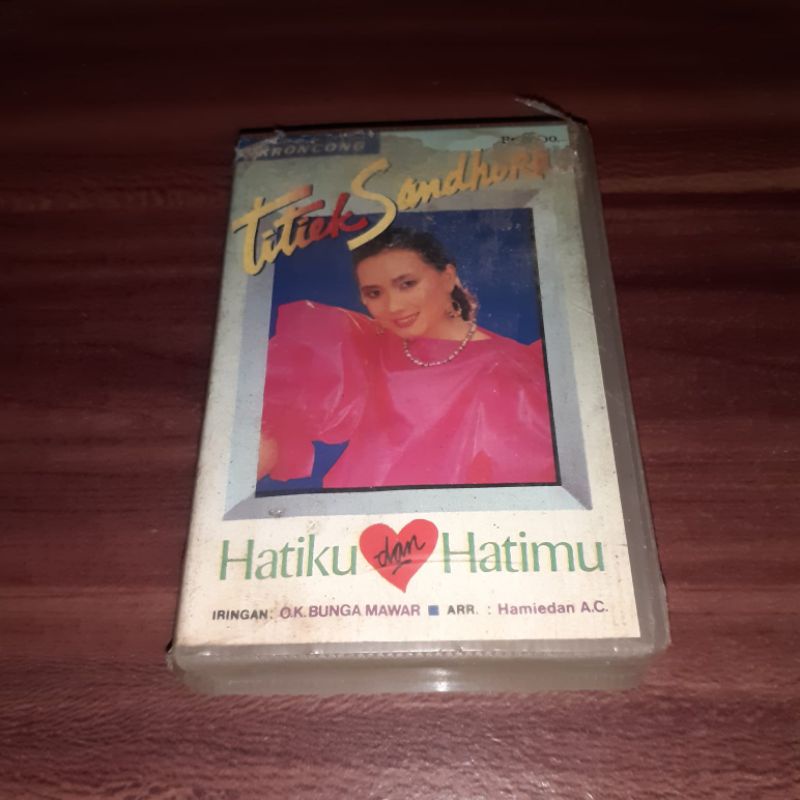 KRONCONG
Titiek Sandhora
Hatiku dan Hatimu
IRINGAN: O.K. BUNGA MAWAR ■ ARR. : Hamiedan A.C.